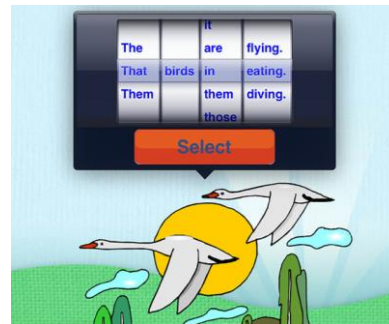 it
The are flying.
That birds in eating.
Them them diving.
those
Select